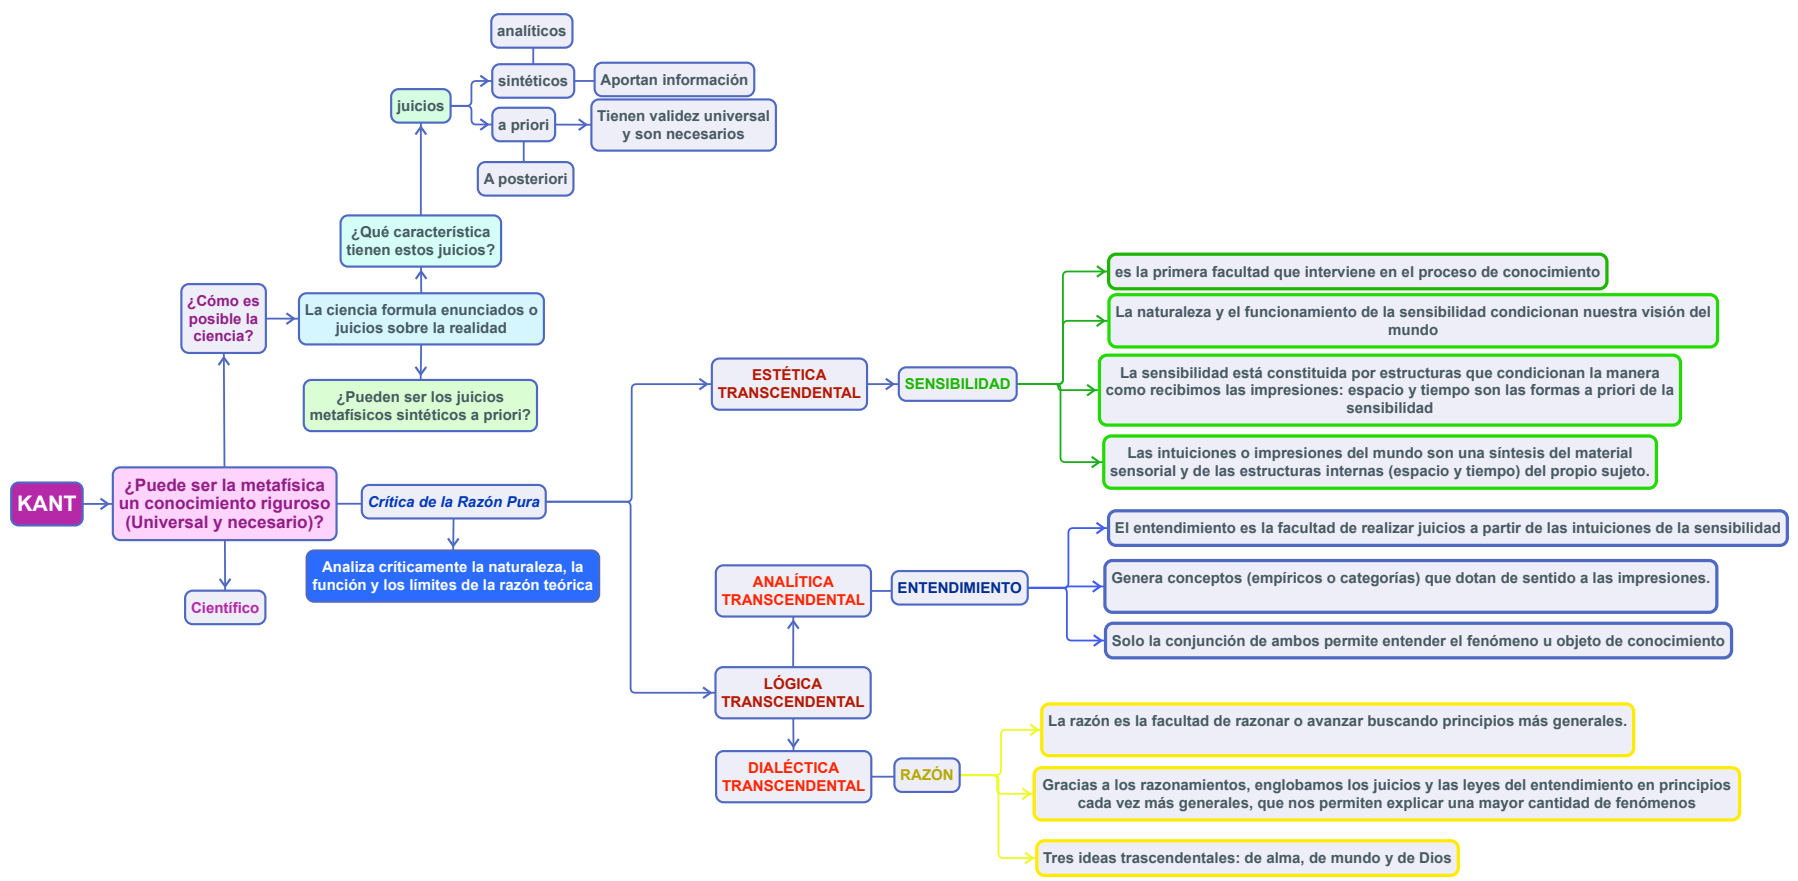 analíticos
sintéticos
Aportan información
juicios
a priori
Tienen validez universal
y son necesarios
A posteriori
¿Qué característica
tienen estos juicios?
¿Cómo es
posible la
ciencia?
La ciencia formula enunciados o
juicios sobre la realidad
¿Pueden ser los juicios
metafísicos sintéticos a priori?
KANT
¿Puede ser la metafísica
un conocimiento riguroso
(Universal y necesario)?
Crítica de la Razón Pura
Analiza críticamente la naturaleza, la
función y los límites de la razón teórica
Científico
ESTÉTICA
TRANSCENDENTAL
SENSIBILIDAD
es la primera facultad que interviene en el proceso de conocimiento
La naturaleza y el funcionamiento de la sensibilidad condicionan nuestra visión del
mundo
La sensibilidad está constituida por estructuras que condicionan la manera
como recibimos las impresiones: espacio y tiempo son las formas a priori de la
sensibilidad
Las intuiciones o impresiones del mundo son una síntesis del material
sensorial y de las estructuras internas (espacio y tiempo) del propio sujeto.
ANALÍTICA
TRANSCENDENTAL
ENTENDIMIENTO
El entendimiento es la facultad de realizar juicios a partir de las intuiciones de la sensibilidad
Genera conceptos (empíricos o categorías) que dotan de sentido a las impresiones.
Solo la conjunción de ambos permite entender el fenómeno u objeto de conocimiento
LÓGICA
TRANSCENDENTAL
DIALÉCTICA
TRANSCENDENTAL
RAZÓN
La razón es la facultad de razonar o avanzar buscando principios más generales.
Gracias a los razonamientos, englobamos los juicios y las leyes del entendimiento en principios
cada vez más generales, que nos permiten explicar una mayor cantidad de fenómenos
Tres ideas trascendentales: de alma, de mundo y de Dios